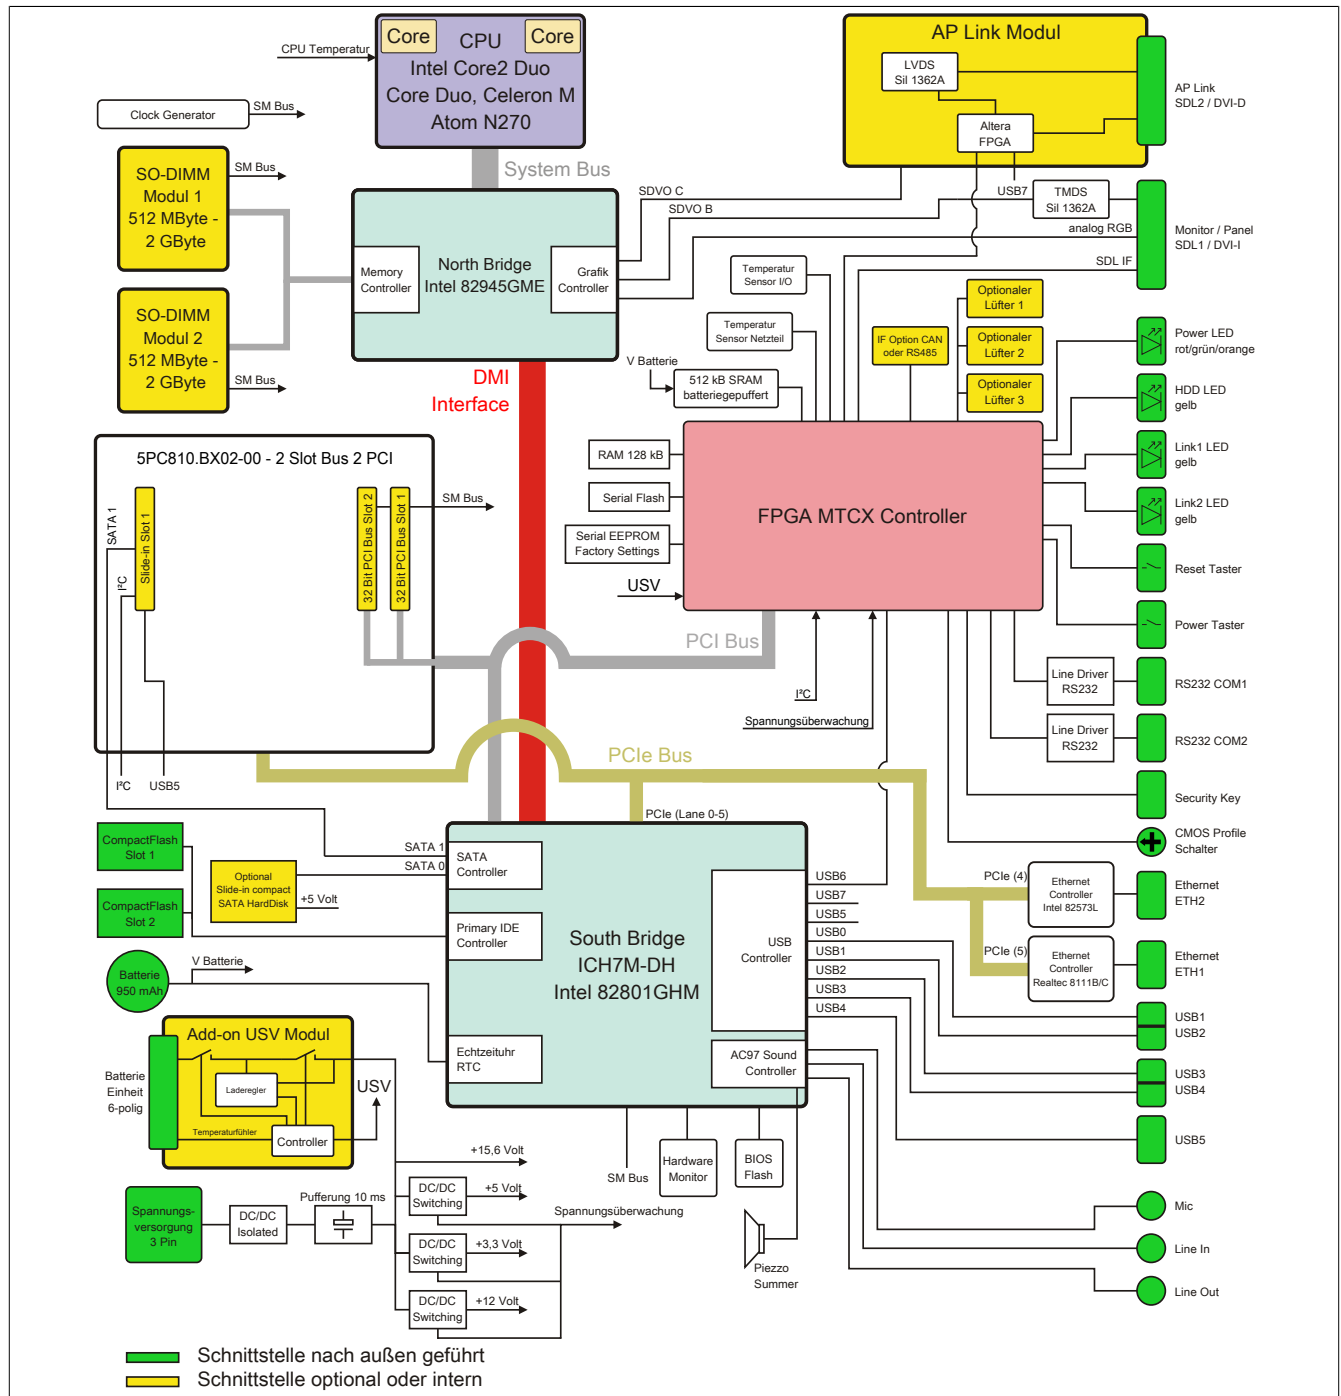 Core
CPU
Core
Intel Core2 Duo
Core Duo, Celeron M
Atom N270
CPU Temperatur
Clock Generator
SM Bus
SO-DIMM
Modul 1
512 MByte -
2 GByte
SM Bus
SO-DIMM
Modul 2
512 MByte -
2 GByte
SM Bus
System Bus
Memory
Controller
North Bridge
Intel 82945GME
Grafik
Controller
SDVO C
SDVO B
analog RGB
SDL IF
USB7
AP Link Modul
LVDS
Sil 1362A
Altera
FPGA
AP Link
SDL2 / DVI-D
TMDS
Sil 1362A
Monitor / Panel
SDL1 / DVI-I
DMI
Interface
Temperatur
Sensor I/O
Temperatur
Sensor Netzteil
V Batterie
512 kB SRAM
batteriegepuffert
IF Option CAN
oder RS485
Optionaler
Lüfter 1
Optionaler
Lüfter 2
Optionaler
Lüfter 3
Power LED
rot/grün/orange
HDD LED
gelb
Link1 LED
gelb
Link2 LED
gelb
Reset Taster
Power Taster
RAM 128 kB
Serial Flash
Serial EEPROM
Factory Settings
USV
FPGA MTCX Controller
5PC810.BX02-00 - 2 Slot Bus 2 PCI
SATA 1
I²C
Slide-in Slot 1
32 Bit PCI Bus Slot 2
32 Bit PCI Bus Slot 1
SM Bus
I²C
USB5
PCI Bus
I²C
Spannungsüberwachung
Line Driver
RS232
RS232 COM1
Line Driver
RS232
RS232 COM2
Security Key
CMOS Profile
Schalter
PCIe Bus
PCIe (Lane 0-5)
CompactFlash
Slot 1
CompactFlash
Slot 2
Optional
Slide-in compact
SATA HardDisk
+5 Volt
SATA 1
SATA 0
SATA
Controller
Primary IDE
Controller
South Bridge
ICH7M-DH
Intel 82801GHM
USB
Controller
USB6
USB7
USB5
USB0
USB1
USB2
USB3
USB4
PCIe (4)
Ethernet
Controller
Intel 82573L
Ethernet
ETH2
PCIe (5)
Ethernet
Controller
Realtec 8111B/C
Ethernet
ETH1
USB1
USB2
USB3
USB4
USB5
Batterie
950 mAh
V Batterie
Echtzeituhr
RTC
AC97 Sound
Controller
Add-on USV Modul
Batterie
Einheit
6-polig
Laderegler
Temperaturfühler
Controller
USV
SM Bus
Hardware
Monitor
BIOS
Flash
Piezzo
Summer
Mic
Line In
Line Out
+15,6 Volt
DC/DC
Switching
+5 Volt
Spannungsüberwachung
DC/DC
Switching
+3,3 Volt
DC/DC
Switching
+12 Volt
Spannungs-
versorgung
3 Pin
DC/DC
Isolated
Pufferung 10 ms
Schnittstelle nach außen geführt
Schnittstelle optional oder intern